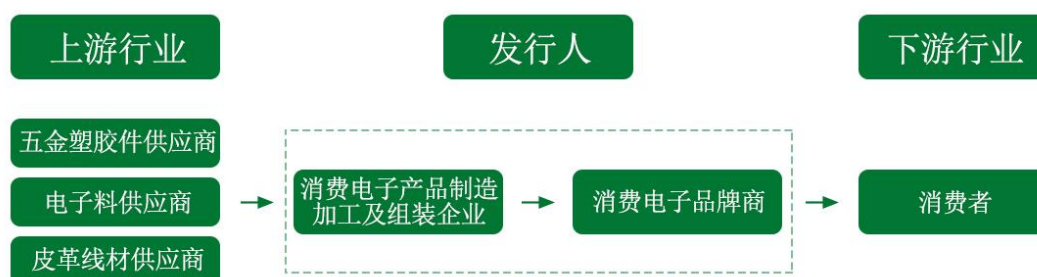 上游行业
发行人
下游行业
五金塑胶件供应商
电子料供应商
皮革线材供应商
消费电子产品制造
加工及组装企业
消费电子品牌商
消费者